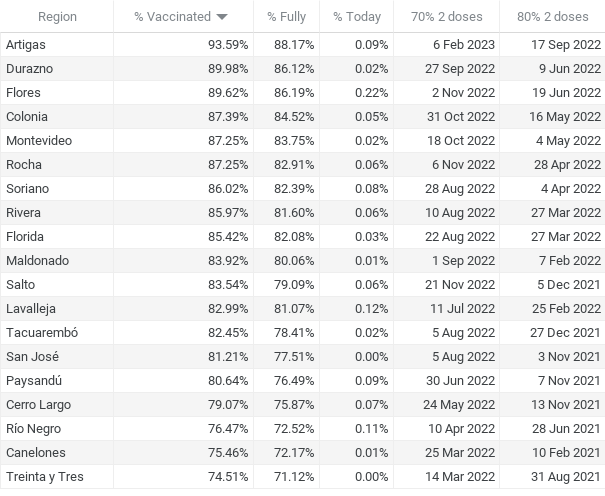 Region % Vaccinated % Fully % Today 70% 2 doses 80% 2 doses
Artigas 93.59% 88.17% 0.09% 6 Feb 2023 17 Sep 2022
Durazno 89.98% 86.12% 0.02% 27 Sep 2022 9 Jun 2022
Flores 89.62% 86.19% 0.22% 2 Nov 2022 19 Jun 2022
Colonia 87.39% 84.52% 0.05% 31 Oct 2022 16 May 2022
Montevideo 87.25% 83.75% 0.02% 18 Oct 2022 4 May 2022
Rocha 87.25% 82.91% 0.06% 6 Nov 2022 28 Apr 2022
Soriano 86.02% 82.39% 0.08% 28 Aug 2022 4 Apr 2022
Rivera 85.97% 81.60% 0.06% 10 Aug 2022 27 Mar 2022
Florida 85.42% 82.08% 0.03% 22 Aug 2022 27 Mar 2022
Maldonado 83.92% 80.06% 0.01% 1 Sep 2022 7 Feb 2022
Salto 83.54% 79.09% 0.06% 21 Nov 2022 5 Dec 2021
Lavalleja 82.99% 81.07% 0.12% 11 Jul 2022 25 Feb 2022
Tacuarembó 82.45% 78.41% 0.02% 5 Aug 2022 27 Dec 2021
San José 81.21% 77.51% 0.00% 5 Aug 2022 3 Nov 2021
Paysandú 80.64% 76.49% 0.09% 30 Jun 2022 7 Nov 2021
Cerro Largo 79.07% 75.87% 0.07% 24 May 2022 13 Nov 2021
Río Negro 76.47% 72.52% 0.11% 10 Apr 2022 28 Jun 2021
Canelones 75.46% 72.17% 0.01% 25 Mar 2022 10 Feb 2021
Treinta y Tres 74.51% 71.12% 0.00% 14 Mar 2022 31 Aug 2021